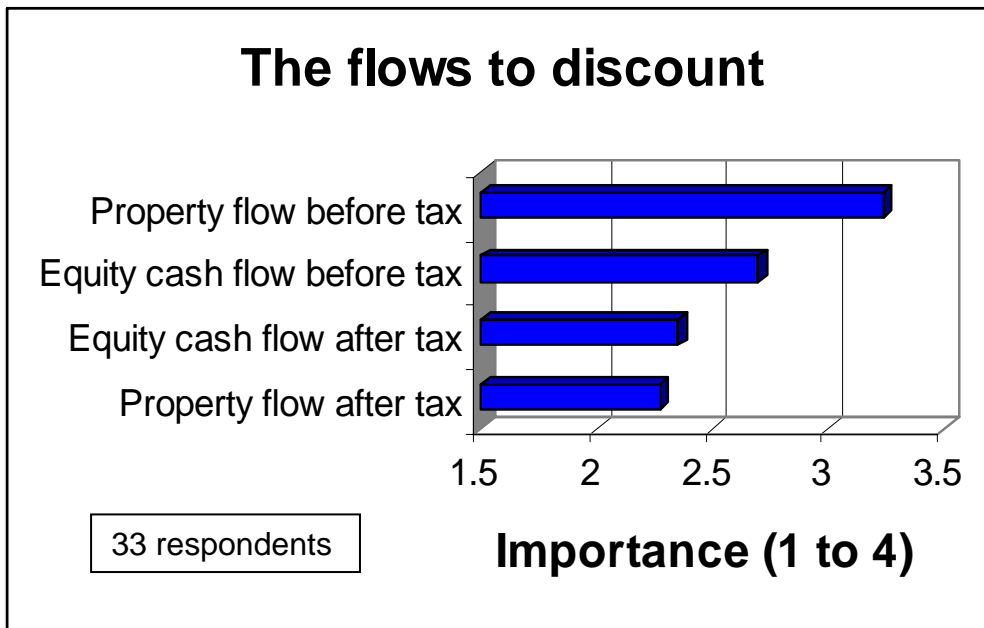 The flows to discount
Property flow before tax
Equity cash flow before tax
Equity cash flow after tax
Property flow after tax
1.5 2 2.5 3 3.5
33 respondents
Importance (1 to 4)